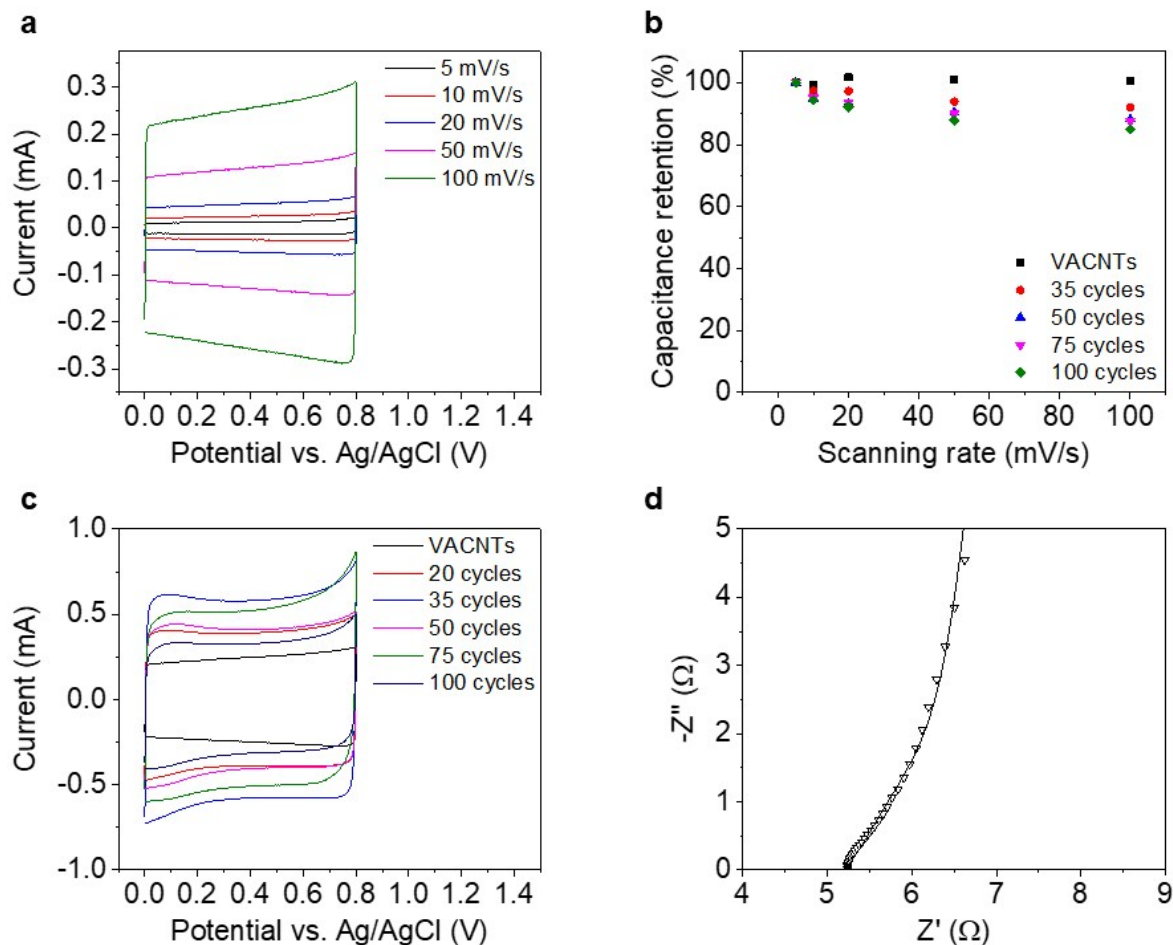 a
0.3
0.2
0.1
0.0
-0.1
-0.2
-0.3
Current (mA)
5 mV/s
10 mV/s
20 mV/s
50 mV/s
100 mV/s
0.0 0.2 0.4 0.6 0.8 1.0 1.2 1.4
Potential vs. Ag/AgCl (V)
b
100
80
60
40
20
0
Capacitance retention (%)
VACNTs
35 cycles
50 cycles
75 cycles
100 cycles
0 20 40 60 80 100
Scanning rate (mV/s)
c
1.0
0.5
0.0
-0.5
-1.0
Current (mA)
VACNTs
20 cycles
35 cycles
50 cycles
75 cycles
100 cycles
0.0 0.2 0.4 0.6 0.8 1.0 1.2 1.4
Potential vs. Ag/AgCl (V)
d
5
4
3
2
1
0
-Z" (Ω)
4 5 6 7 8 9
Z' (Ω)